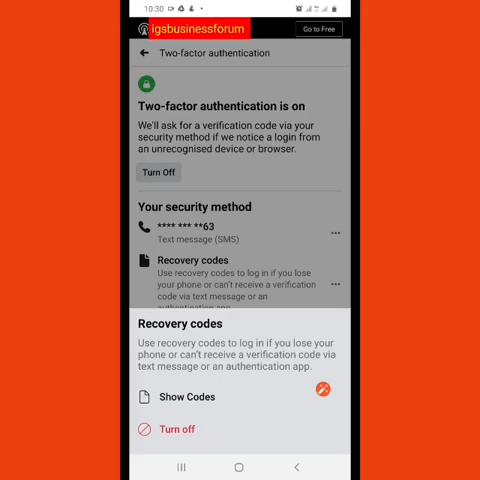 10:30
igsbusinessforum
Go to Free
Two-factor authentication
Two-factor authentication is on
We'll ask for a verification code via your
security method if we notice a login from
an unrecognised device or browser.
Turn Off
Your security method
**** *** **63
Text message (SMS)
Recovery codes
Use recovery codes to log in if you lose
your phone or can't receive a verification
code via text message or an
authentication app.
Recovery codes
Use recovery codes to log in if you lose your
phone or can't receive a verification code via
text message or an authentication app.
Show Codes
Turn off